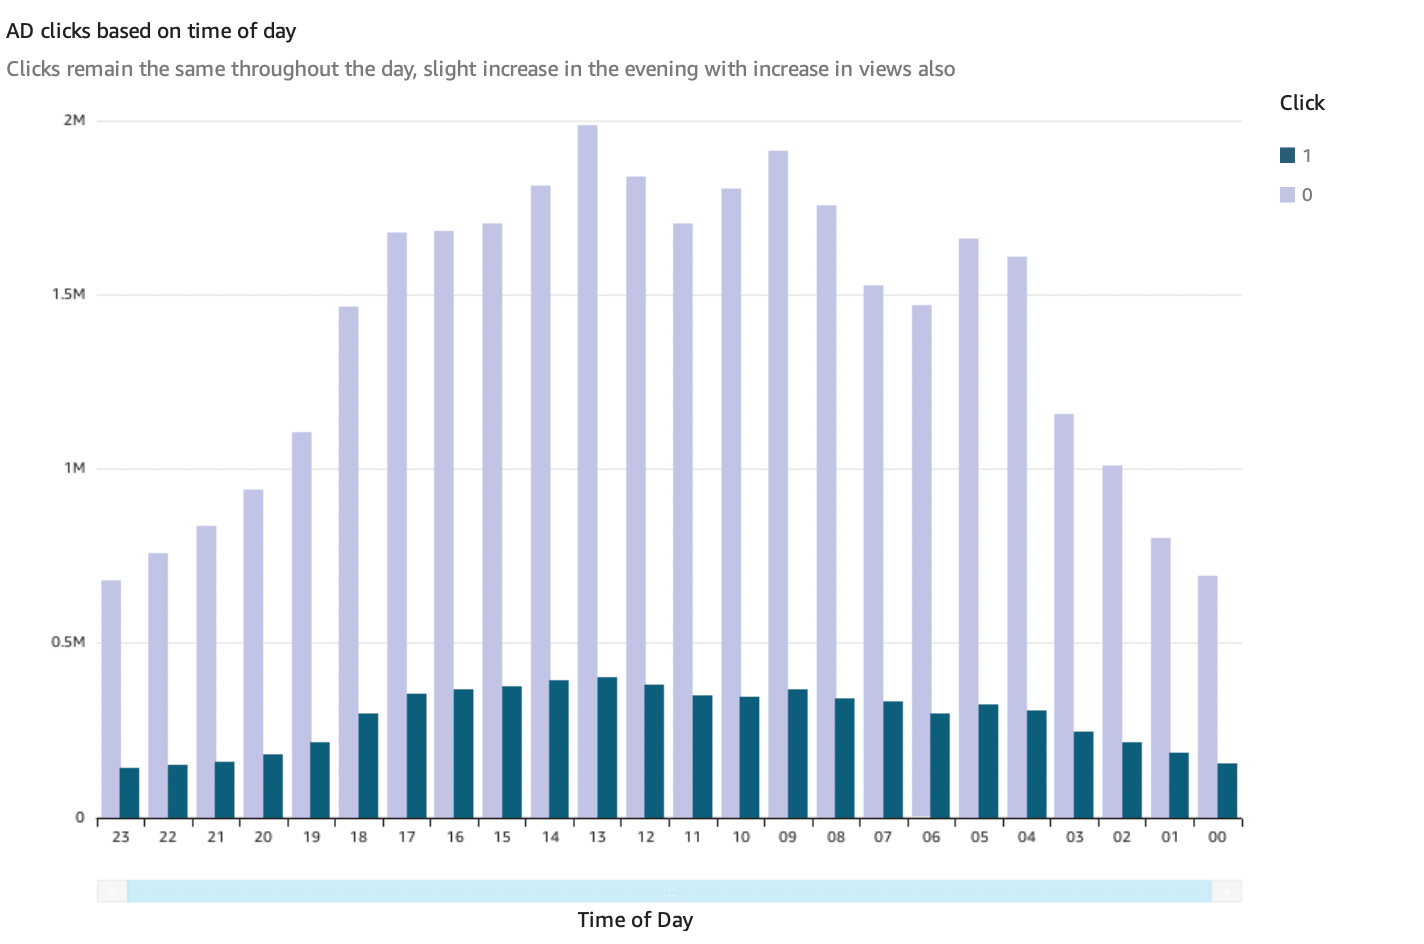 AD clicks based on time of day
Clicks remain the same throughout the day, slight increase in the evening with increase in views also
Click
1
0
2M
1.5M
1M
0.5M
0
23 22 21 20 19 18 17 16 15 14 13 12 11 10 09 08 07 06 05 04 03 02 01 00
Time of Day